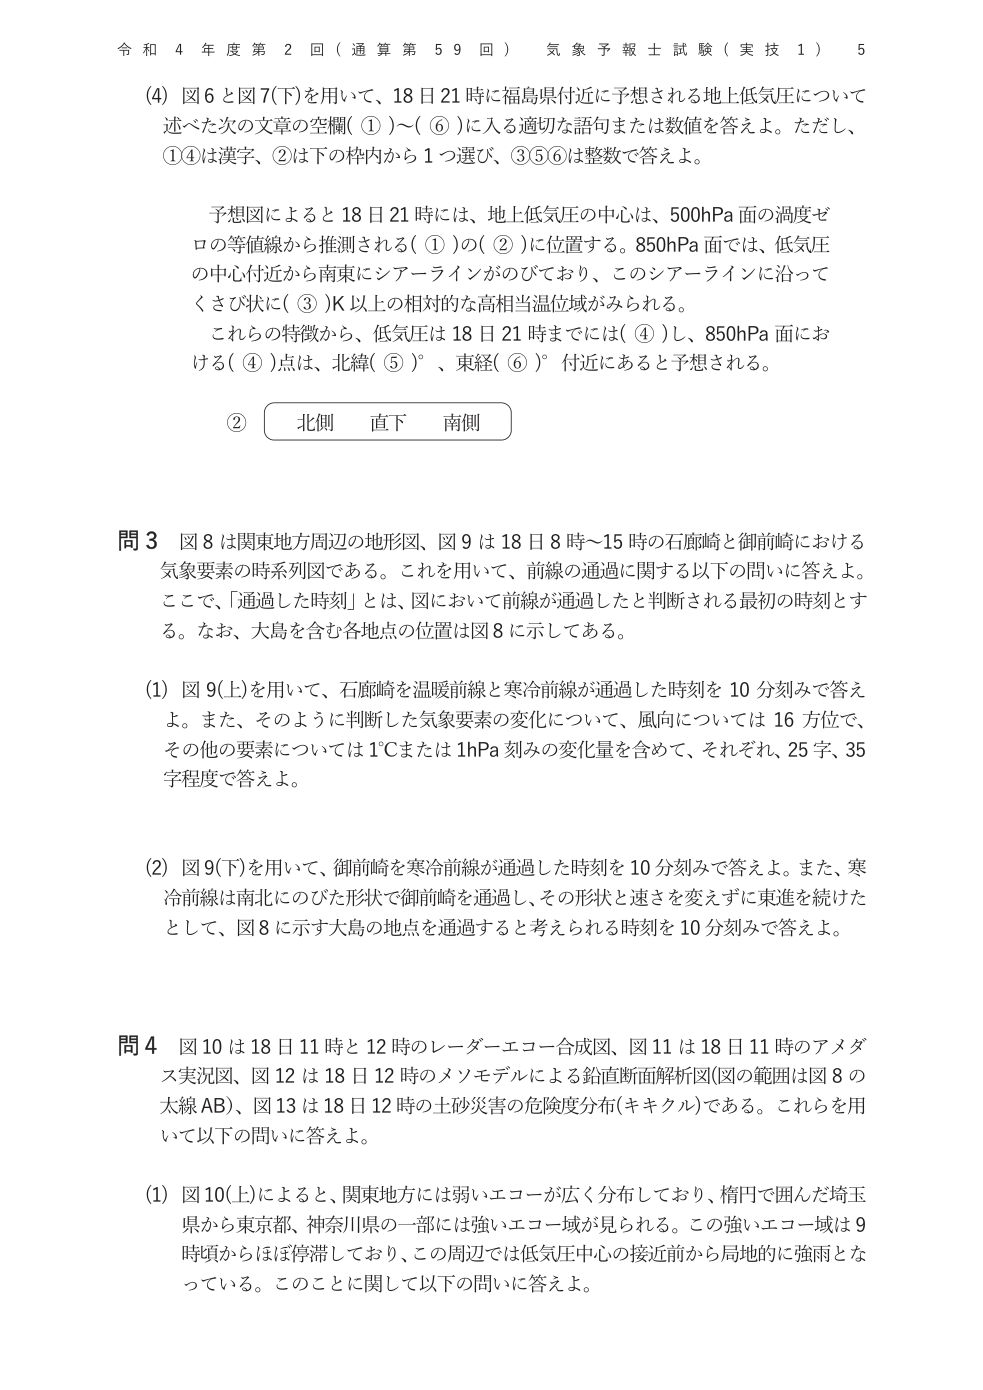 令和4年度第2回(通算第59回) 気象予報士試験(実技1) 5
(4) 図6と図7(下)を用いて、18日21時に福島県付近に予想される地上低気圧について
述べた次の文章の空欄( ① )～( ⑥ )に入る適切な語句または数値を答えよ。ただし、
①④は漢字、②は下の枠内から1つ選び、③⑤⑥は整数で答えよ。
予想図によると18日21時には、地上低気圧の中心は、500hPa面の渦度ゼ
ロの等値線から推測される( ① )の( ② )に位置する。850hPa面では、低気圧
の中心付近から南東にシアーラインがのびており、このシアーラインに沿って
くさび状に( ③ )K以上の相対的な高相当温位域がみられる。
これらの特徴から、低気圧は18日21時までには( ④ )し、850hPa面にお
ける( ④ )点は、北緯( ⑤ )°、東経( ⑥ )°付近にあると予想される。
② 北側 直下 南側
問3 図8は関東地方周辺の地形図、図9は18日8時～15時の石廊崎と御前崎における
気象要素の時系列図である。これを用いて、前線の通過に関する以下の問いに答えよ。
ここで、「通過した時刻」とは、図において前線が通過したと判断される最初の時刻とす
る。なお、大島を含む各地点の位置は図8に示してある。
(1) 図9(上)を用いて、石廊崎を温暖前線と寒冷前線が通過した時刻を10分刻みで答え
よ。また、そのように判断した気象要素の変化について、風向については16方位で、
その他の要素については1℃または1hPa刻みの変化量を含めて、それぞれ、25字、35
字程度で答えよ。
(2) 図9(下)を用いて、御前崎を寒冷前線が通過した時刻を10分刻みで答えよ。また、寒
冷前線は南北にのびた形状で御前崎を通過し、その形状と速さを変えずに東進を続けた
として、図8に示す大島の地点を通過すると考えられる時刻を10分刻みで答えよ。
問4 図10は18日11時と12時のレーダーエコー合成図、図11は18日11時のアメダ
ス実況図、図12は18日12時のメソモデルによる鉛直断面解析図(図の範囲は図8の
太線AB)、図13は18日12時の土砂災害の危険度分布(キキクル)である。これらを用
いて以下の問いに答えよ。
(1) 図10(上)によると、関東地方には弱いエコーが広く分布しており、楕円で囲んだ埼玉
県から東京都、神奈川県の一部には強いエコー域が見られる。この強いエコー域は9
時頃からほぼ停滞しており、この周辺では低気圧中心の接近前から局地的に強雨とな
っている。このことに関して以下の問いに答えよ。